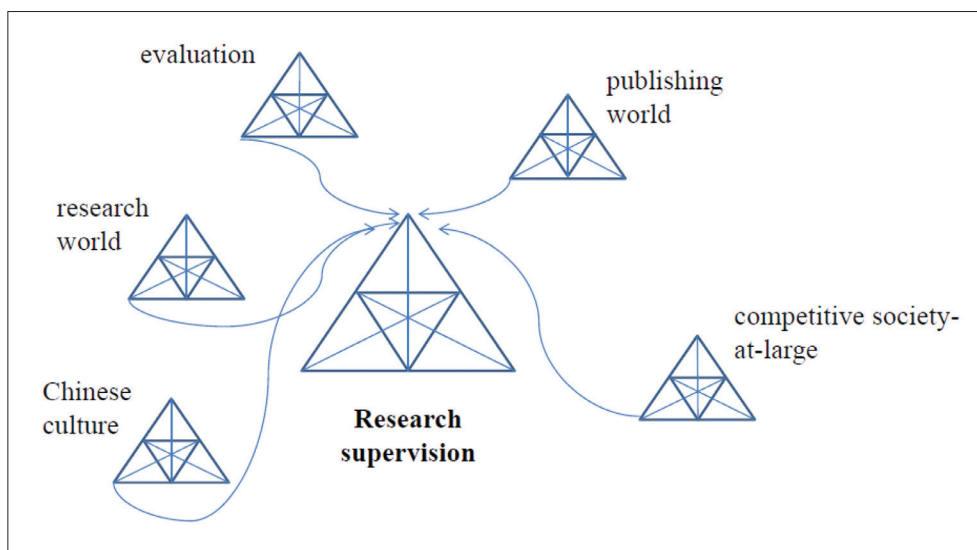 evaluation
publishing
world
research
world
competitive society-
at-large
Chinese
culture
Research
supervision